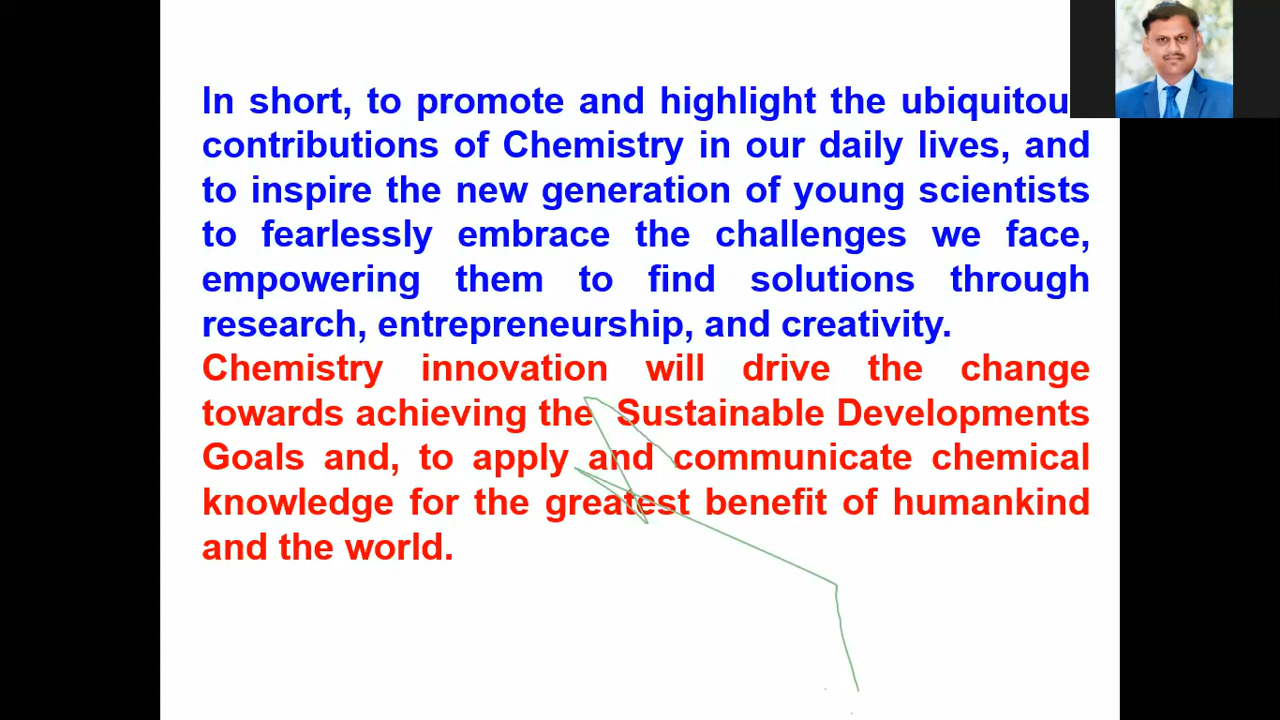 In short, to promote and highlight the ubiquitou
contributions of Chemistry in our daily lives, and
to inspire the new generation of young scientists
to fearlessly embrace the challenges we face,
empowering them to find solutions through
research, entrepreneurship, and creativity.
Chemistry innovation will drive the change
towards achieving the Sustainable Developments
Goals and, to apply and communicate chemical
knowledge for the greatest benefit of humankind
and the world.